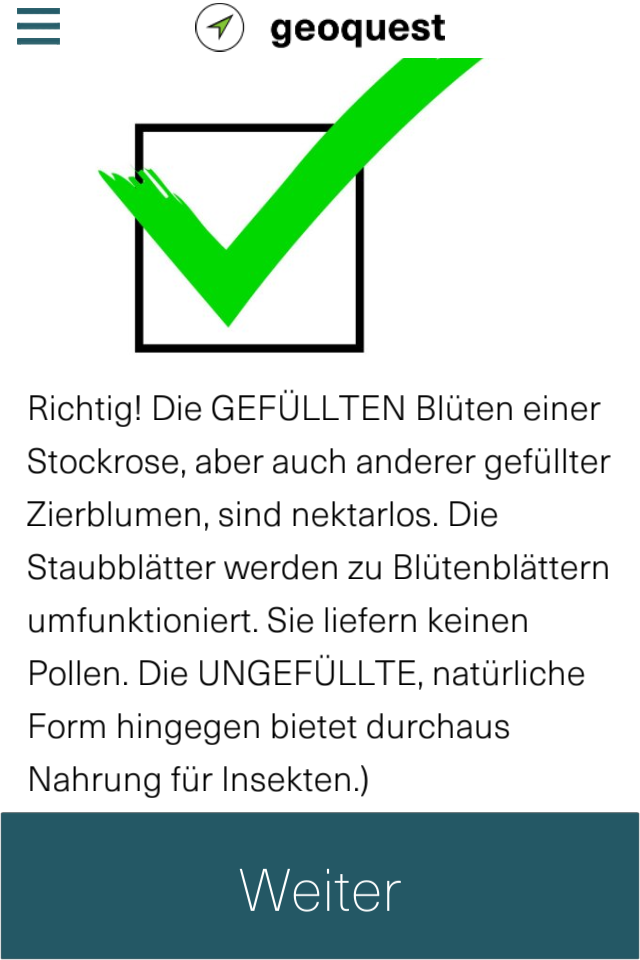 geoquest
Richtig! Die GEFÜLLTEN Blüten einer
Stockrose, aber auch anderer gefüllter
Zierblumen, sind nektarlos. Die
Staubblätter werden zu Blütenblättern
umfunktioniert. Sie liefern keinen
Pollen. Die UNGEFÜLLTE, natürliche
Form hingegen bietet durchaus
Nahrung für Insekten.)
Weiter